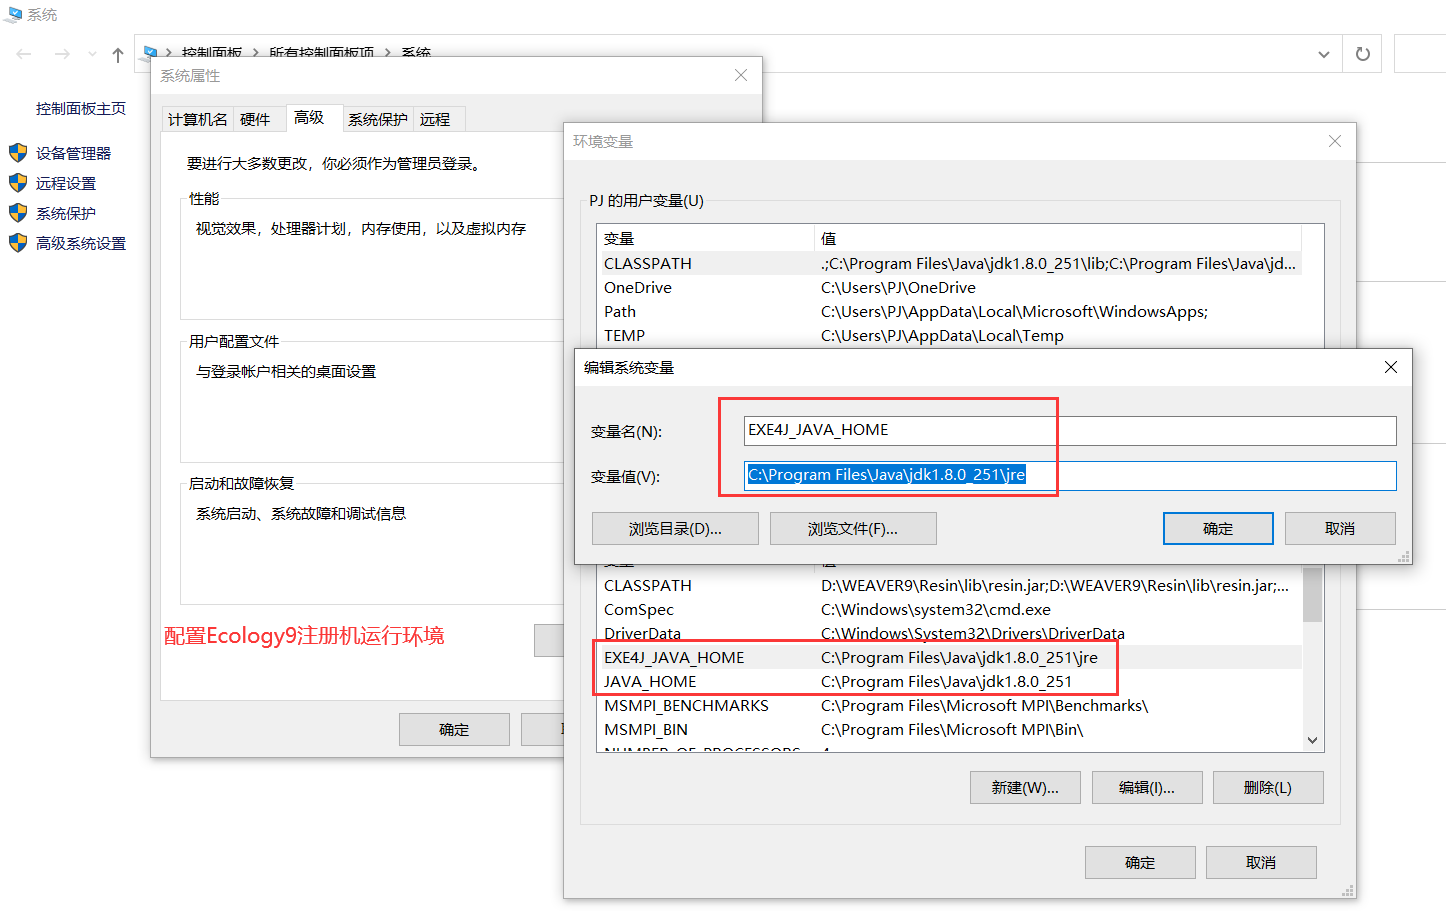 系统
控制面板 所有控制面板项 系统
控制面板主页
设备管理器
远程设置
系统保护
高级系统设置
系统属性
计算机名 硬件 高级 系统保护 远程
要进行大多数更改，你必须作为管理员登录。
性能
视觉效果，处理器计划，内存使用，以及虚拟内存
用户配置文件
与登录帐户相关的桌面设置
启动和故障恢复
系统启动、系统故障和调试信息
配置Ecology9注册机运行环境
确定
环境变量
PJ 的用户变量(U)
变量 值
CLASSPATH .;C:\Program Files\Java\jdk1.8.0_251\lib;C:\Program Files\Java\jd...
OneDrive C:\Users\PJ\OneDrive
Path C:\Users\PJ\AppData\Local\Microsoft\WindowsApps;
TEMP C:\Users\PJ\AppData\Local\Temp
编辑系统变量
变量名(N): EXE4J_JAVA_HOME
变量值(V): C:\Program Files\Java\jdk1.8.0_251\jre
浏览目录(D)... 浏览文件(F)... 确定 取消
变量 值
CLASSPATH D:\WEAVER9\Resin\lib\resin.jar;D:\WEAVER9\Resin\lib\resin.jar;...
ComSpec C:\Windows\system32\cmd.exe
DriverData C:\Windows\System32\Drivers\DriverData
EXE4J_JAVA_HOME C:\Program Files\Java\jdk1.8.0_251\jre
JAVA_HOME C:\Program Files\Java\jdk1.8.0_251
MSMPI_BENCHMARKS C:\Program Files\Microsoft MPI\Benchmarks\
MSMPI_BIN C:\Program Files\Microsoft MPI\Bin\
NUMBER_OF_PROCESSORS 4
新建(W)... 编辑(I)... 删除(L)
确定 取消